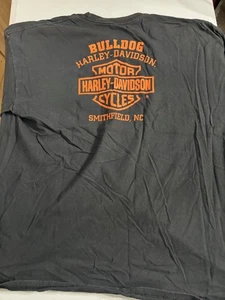 BULLDOG
HARLEY-DAVIDSON
MOTOR
HARLEY-DAVIDSON
CYCLES
SMITHFIELD, NC